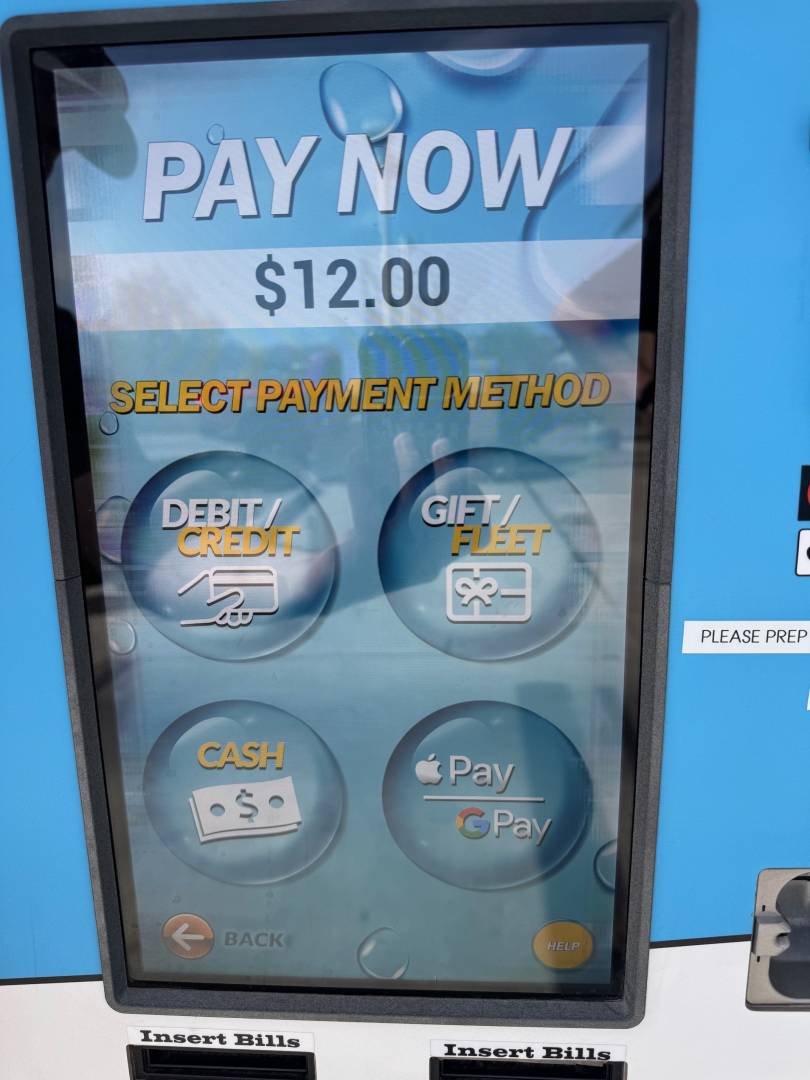 PAY NOW
$12.00
SELECT PAYMENT METHOD
DEBIT/
CREDIT
GIFT/
FLEET
PLEASE PREP
CASH
$
Pay
G Pay
BACK
HELP
Insert Bills
Insert Bills